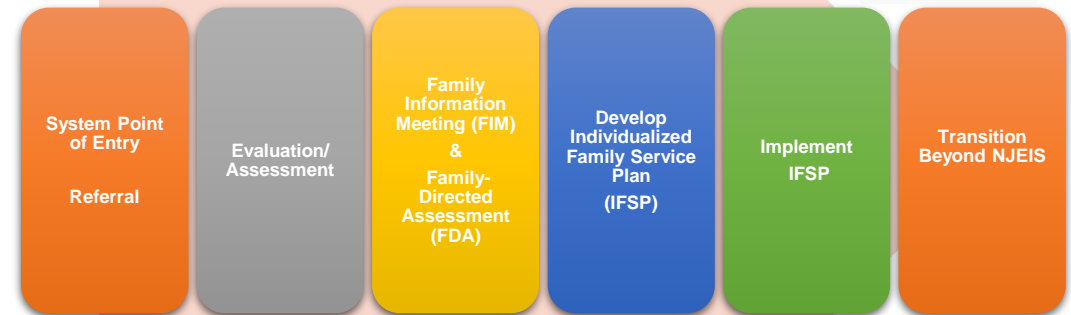 System Point
of Entry
Referral
Evaluation/
Assessment
Family
Information
Meeting (FIM)
&
Family-
Directed
Assessment
(FDA)
Develop
Individualized
Family Service
Plan
(IFSP)
Implement
IFSP
Transition
Beyond NJEIS